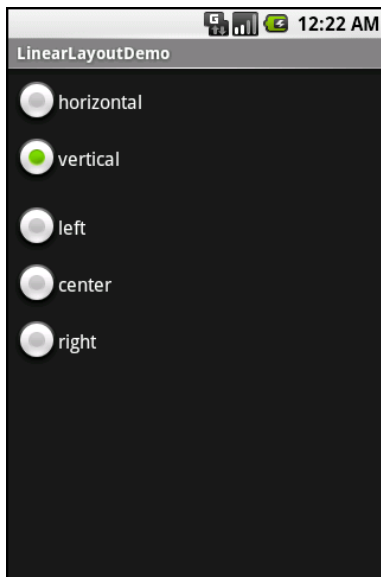 G 12:22 AM
LinearLayoutDemo
horizontal
vertical
left
center
right